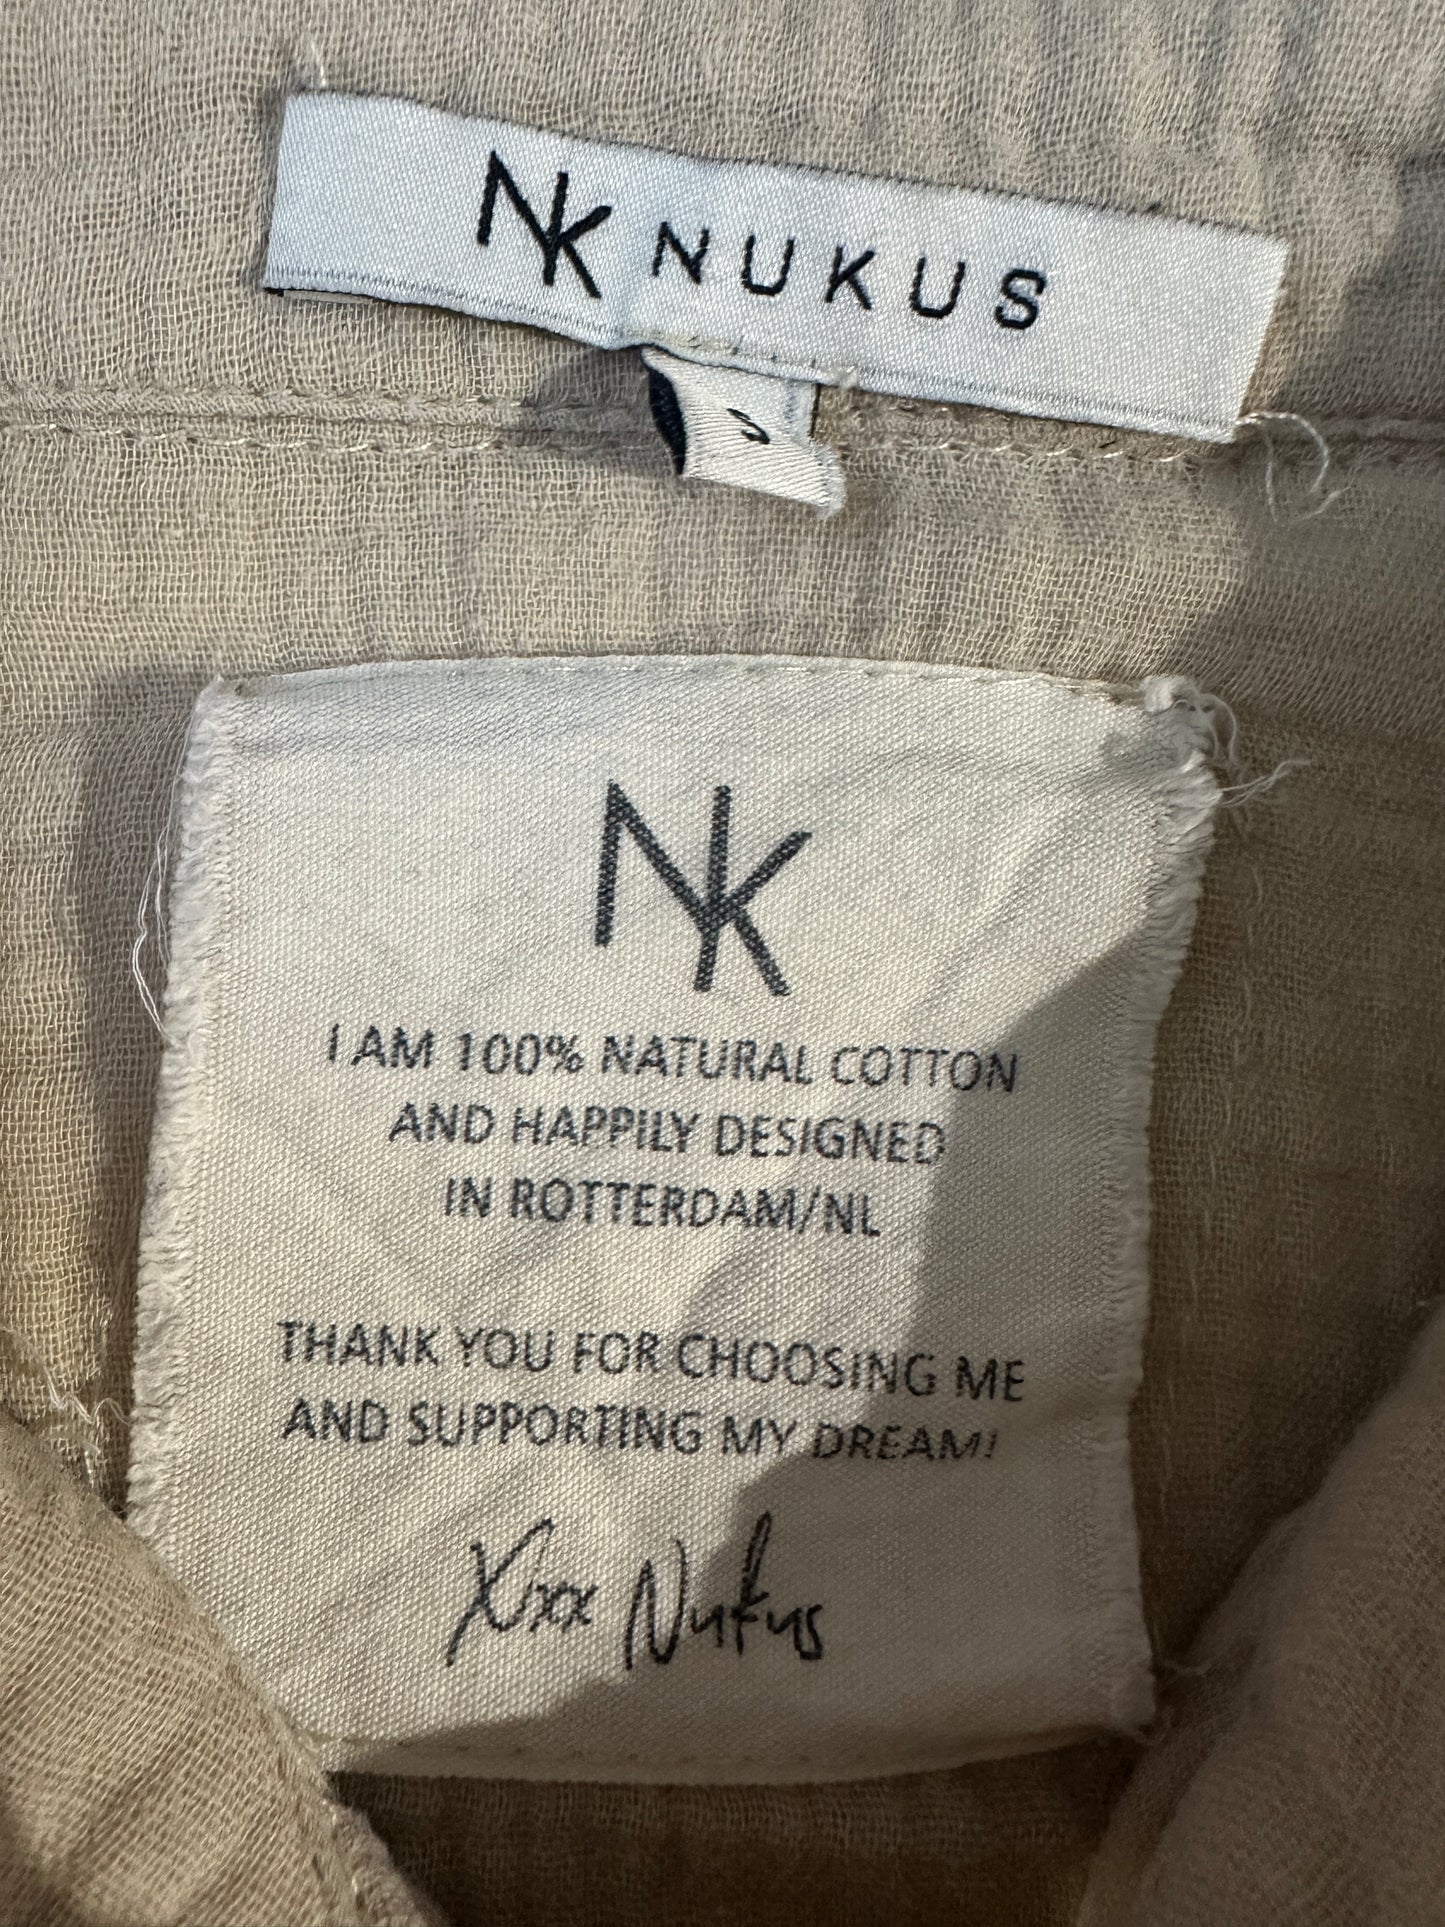 NK NUKUS
S
NK
I AM 100% NATURAL COTTON
AND HAPPILY DESIGNED
IN ROTTERDAM/NL
THANK YOU FOR CHOOSING ME
AND SUPPORTING MY DREAM!
Xxxx Nukus